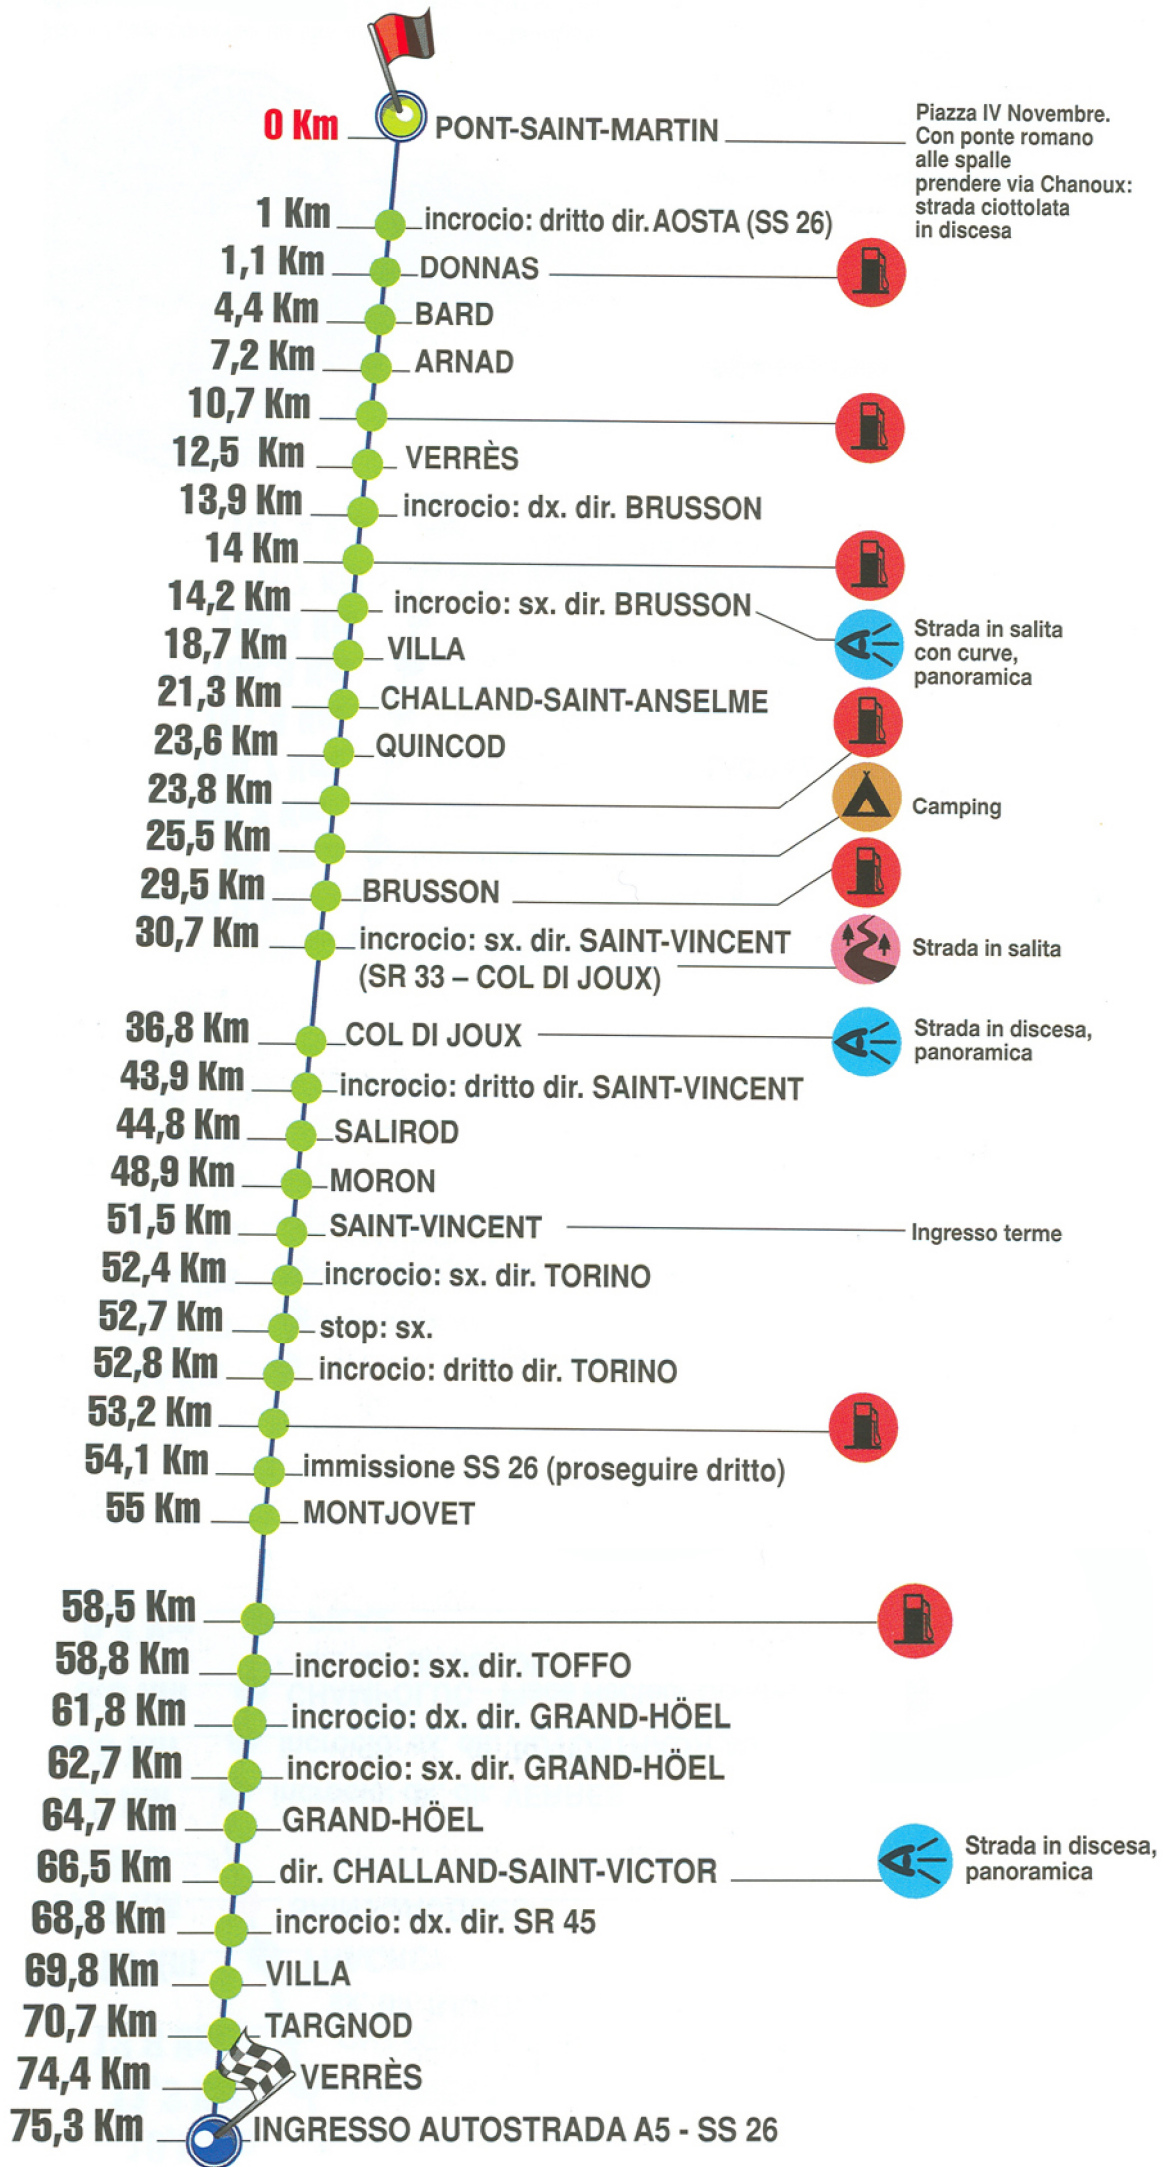 0 Km PONT-SAINT-MARTIN
Piazza IV Novembre.
Con ponte romano
alle spalle
prendere via Chanoux:
strada ciottolata
in discesa
1 Km incrocio: dritto dir. AOSTA (SS 26)
1,1 Km DONNAS
4,4 Km BARD
7,2 Km ARNAD
10,7 Km
12,5 Km VERRÈS
13,9 Km incrocio: dx. dir. BRUSSON
14 Km
14,2 Km incrocio: sx. dir. BRUSSON
Strada in salita
con curve,
panoramica
18,7 Km VILLA
21,3 Km CHALLAND-SAINT-ANSELME
23,6 Km QUINCOD
23,8 Km
25,5 Km
Camping
29,5 Km BRUSSON
30,7 Km incrocio: sx. dir. SAINT-VINCENT
(SR 33 – COL DI JOUX)
Strada in salita
36,8 Km COL DI JOUX
Strada in discesa,
panoramica
43,9 Km incrocio: dritto dir. SAINT-VINCENT
44,8 Km SALIROD
48,9 Km MORON
51,5 Km SAINT-VINCENT Ingresso terme
52,4 Km incrocio: sx. dir. TORINO
52,7 Km stop: sx.
52,8 Km incrocio: dritto dir. TORINO
53,2 Km
54,1 Km immissione SS 26 (proseguire dritto)
55 Km MONTJOVET
58,5 Km
58,8 Km incrocio: sx. dir. TOFFO
61,8 Km incrocio: dx. dir. GRAND-HÖEL
62,7 Km incrocio: sx. dir. GRAND-HÖEL
64,7 Km GRAND-HÖEL
66,5 Km dir. CHALLAND-SAINT-VICTOR
Strada in discesa,
panoramica
68,8 Km incrocio: dx. dir. SR 45
69,8 Km VILLA
70,7 Km TARGNOD
74,4 Km VERRÈS
75,3 Km INGRESSO AUTOSTRADA A5 - SS 26